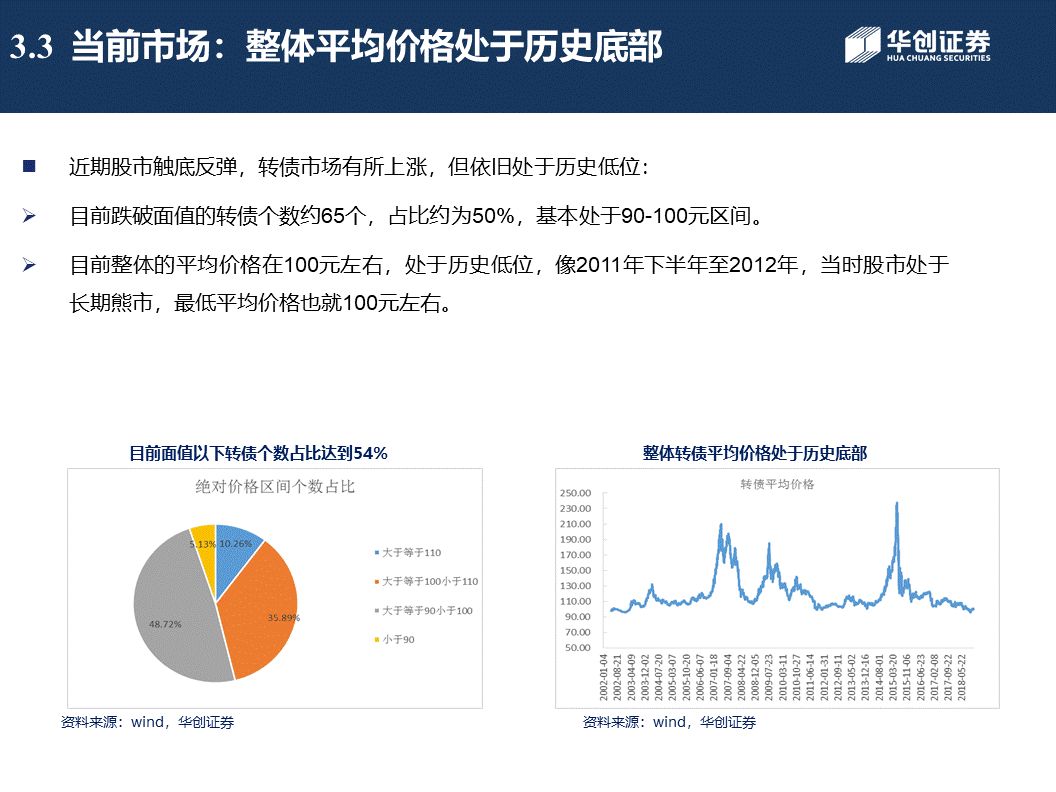 3.3 当前市场：整体平均价格处于历史底部
华创证券
HUA CHUANG SECURITIES
近期股市触底反弹，转债市场有所上涨，但依旧处于历史低位：
目前跌破面值的转债个数约65个，占比约为50%，基本处于90-100元区间。
目前整体的平均价格在100元左右，处于历史低位，像2011年下半年至2012年，当时股市处于
长期熊市，最低平均价格也就100元左右。
目前面值以下转债个数占比达到54%
绝对价格区间个数占比
5.13%
10.26%
35.89%
48.72%
大于等于110
大于等于100小于110
大于等于90小于100
小于90
资料来源：wind，华创证券
整体转债平均价格处于历史底部
转债平均价格
250.00
230.00
210.00
190.00
170.00
150.00
130.00
110.00
90.00
70.00
50.00
2002-01-04
2002-08-21
2003-04-09
2003-12-02
2004-07-20
2005-03-07
2005-10-20
2006-06-07
2007-01-18
2007-09-04
2008-04-22
2008-12-05
2009-07-23
2010-03-11
2010-10-27
2011-06-14
2012-01-31
2012-09-11
2013-05-02
2013-12-16
2014-08-01
2015-03-20
2015-11-06
2016-06-23
2017-02-08
2017-09-22
2018-05-22
资料来源：wind，华创证券